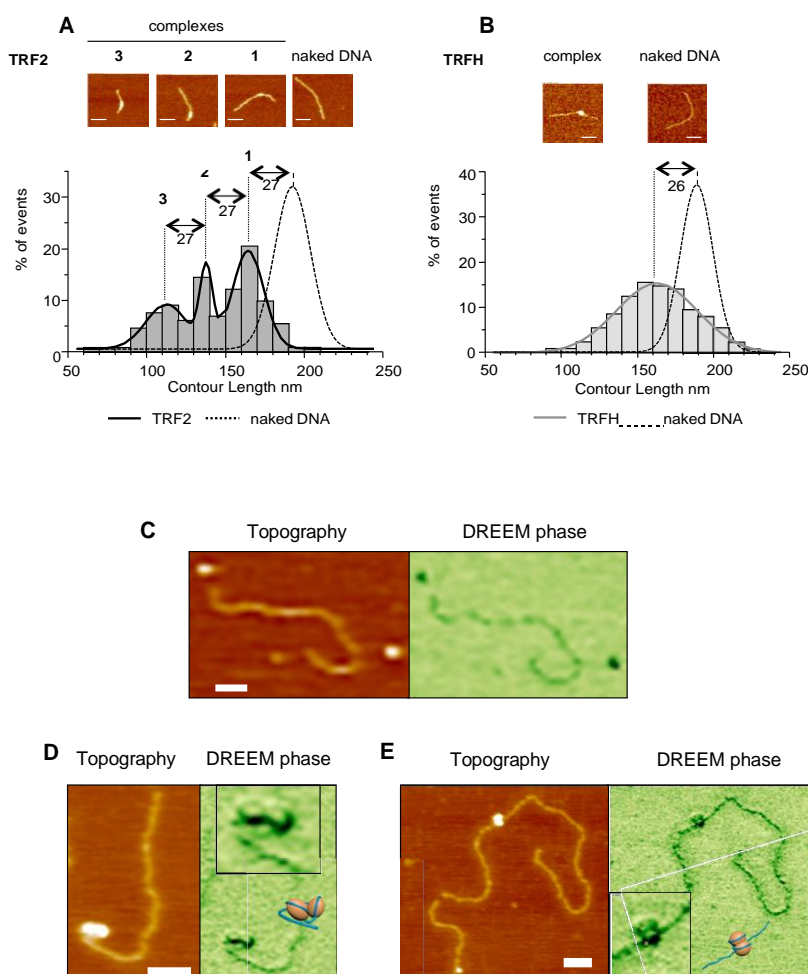 A
complexes
TRF2
3 2 1 naked DNA
1
2
3
27
27
27
% of events
30
20
10
0
50 100 150 200 250
Contour Length nm
TRF2 naked DNA
B
TRFH
complex naked DNA
26
% of events
40
30
20
10
0
50 100 150 200 250
Contour Length nm
TRFH naked DNA
C
Topography DREEM phase
D
Topography DREEM phase
E
Topography DREEM phase